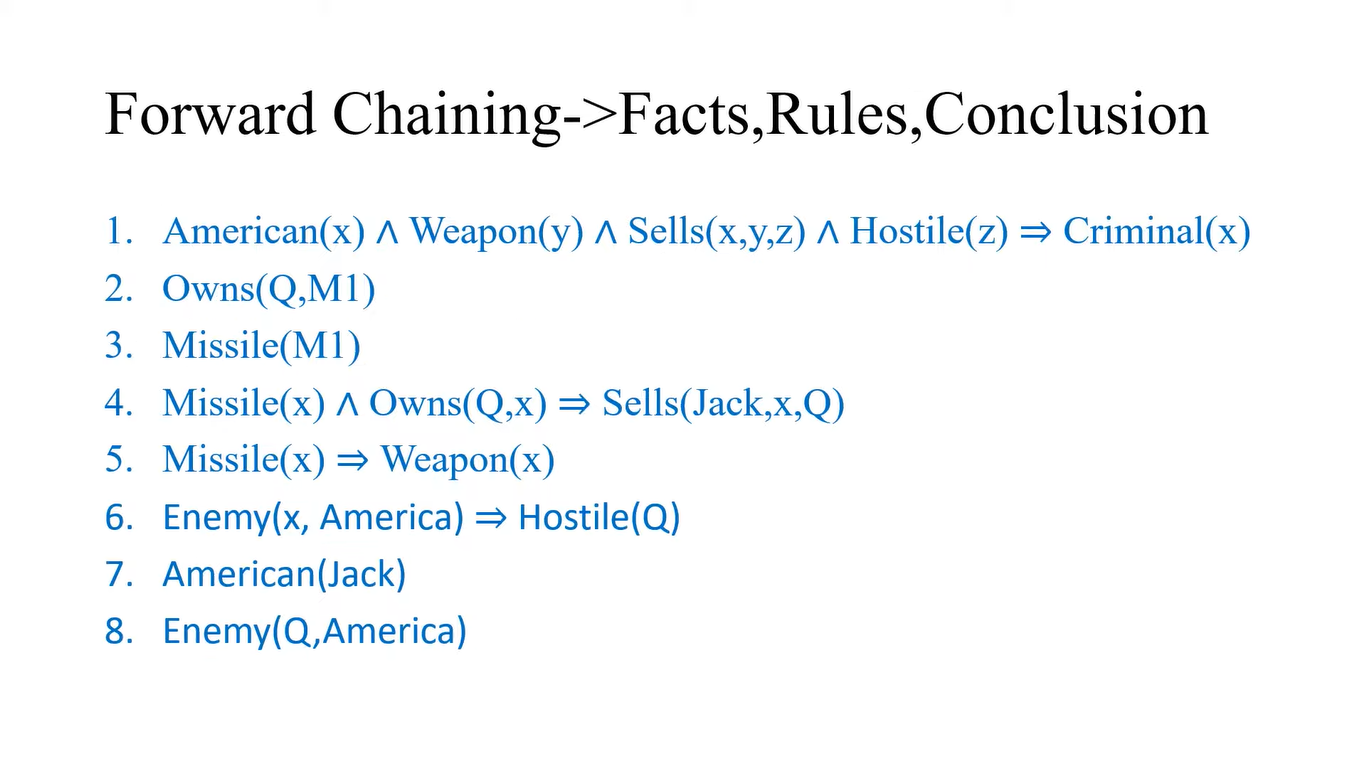 Forward Chaining->Facts,Rules,Conclusion
1. American(x) ∧ Weapon(y) ∧ Sells(x,y,z) ∧ Hostile(z) ⇒ Criminal(x)
2. Owns(Q,M1)
3. Missile(M1)
4. Missile(x) ∧ Owns(Q,x) ⇒ Sells(Jack,x,Q)
5. Missile(x) ⇒ Weapon(x)
6. Enemy(x, America) ⇒ Hostile(Q)
7. American(Jack)
8. Enemy(Q,America)